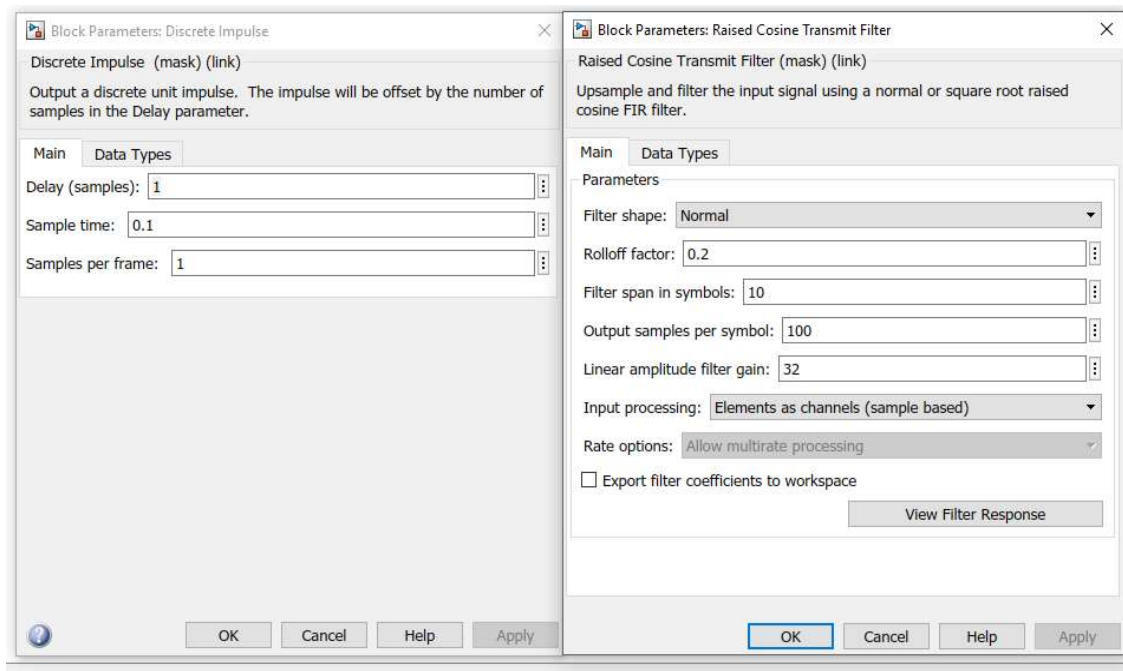 Block Parameters: Discrete Impulse
Discrete Impulse (mask) (link)
Output a discrete unit impulse. The impulse will be offset by the number of
samples in the Delay parameter.
Main Data Types
Delay (samples): 1
Sample time: 0.1
Samples per frame: 1
OK Cancel Help Apply
Block Parameters: Raised Cosine Transmit Filter
Raised Cosine Transmit Filter (mask) (link)
Upsample and filter the input signal using a normal or square root raised
cosine FIR filter.
Main Data Types
Parameters
Filter shape: Normal
Rolloff factor: 0.2
Filter span in symbols: 10
Output samples per symbol: 100
Linear amplitude filter gain: 32
Input processing: Elements as channels (sample based)
Rate options: Allow multirate processing
Export filter coefficients to workspace
View Filter Response
OK Cancel Help Apply